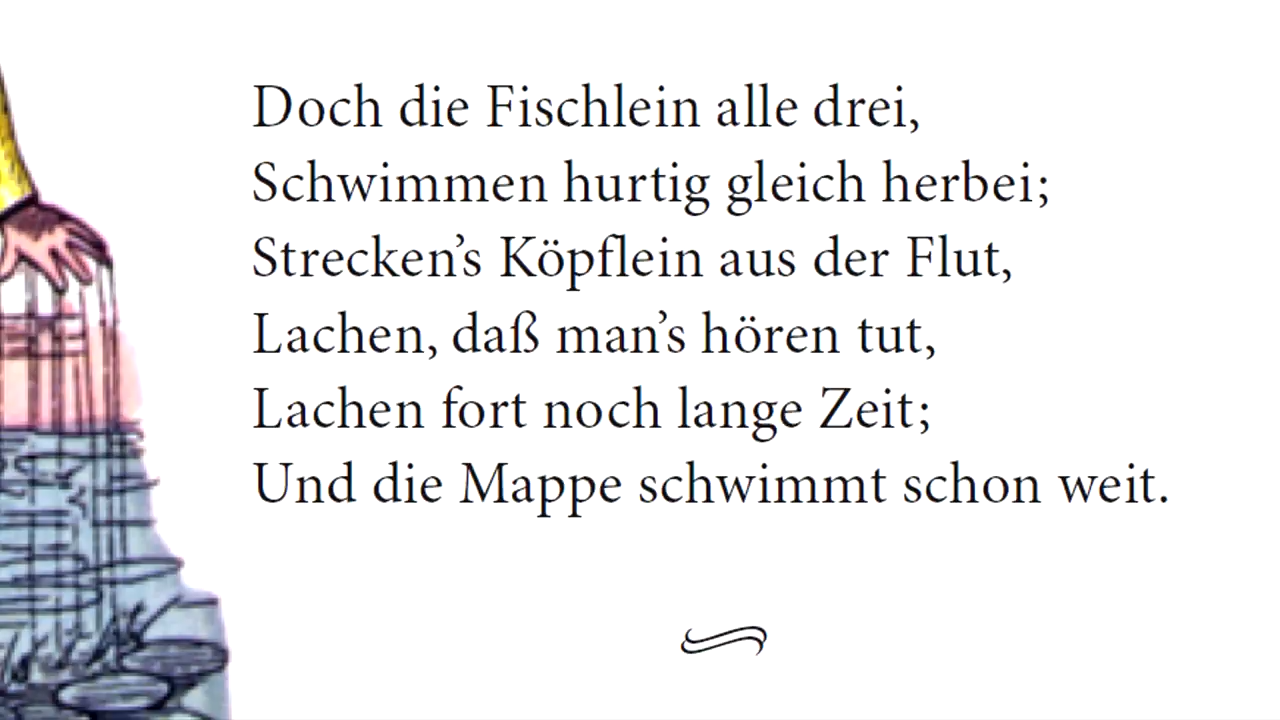 Doch die Fischlein alle drei,
Schwimmen hurtig gleich herbei;
Strecken’s Köpflein aus der Flut,
Lachen, daß man’s hören tut,
Lachen fort noch lange Zeit;
Und die Mappe schwimmt schon weit.